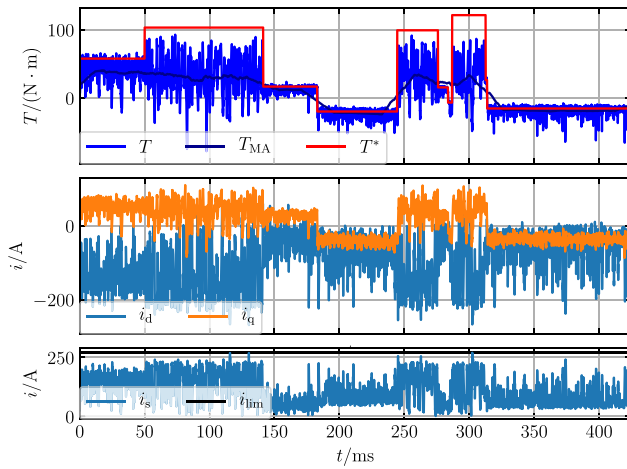 100
0
T/(N · m)
T T_MA T*
0
−200
i/A
i_d i_q
250
0
i/A
i_s i_lim
0 50 100 150 200 250 300 350 400
t/ms